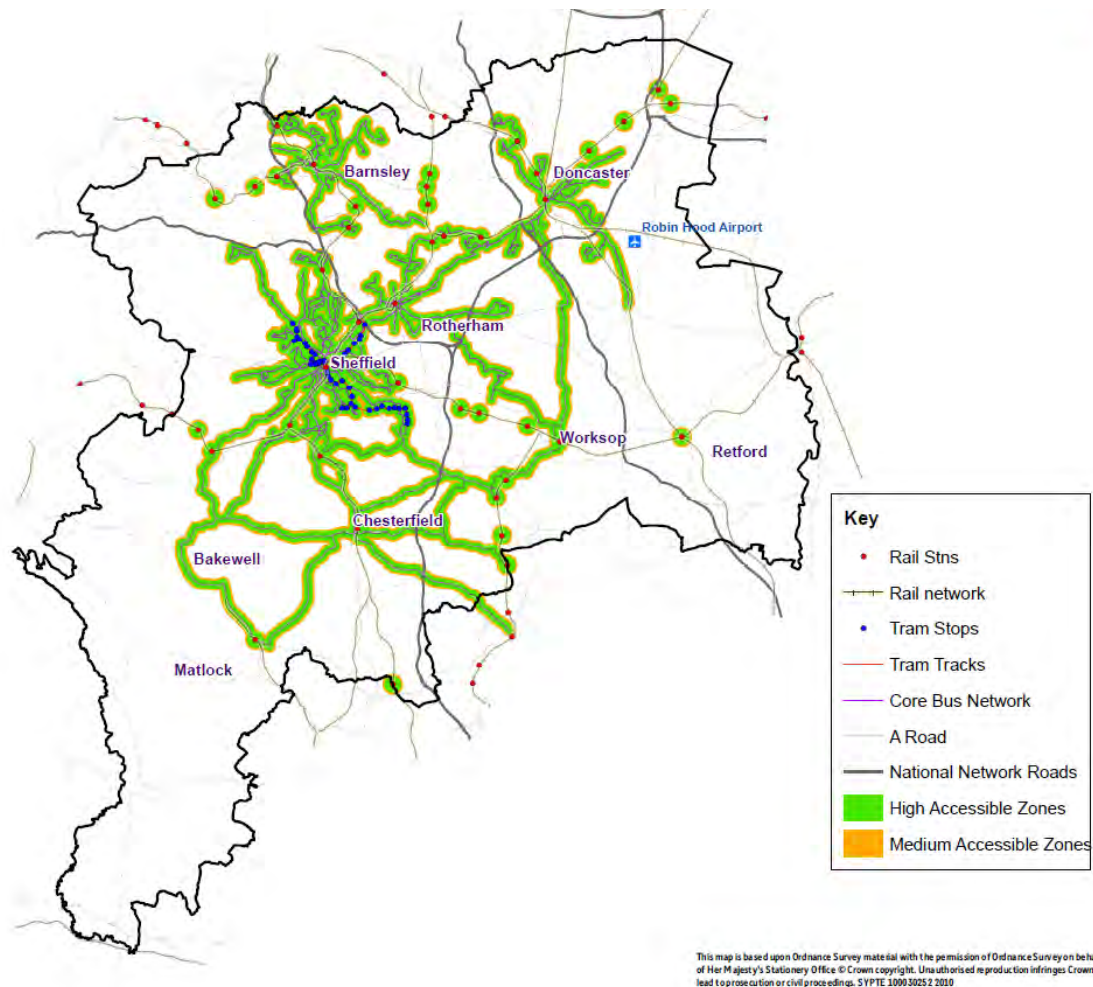 Barnsley
Doncaster
Robin Hood Airport
Rotherham
Sheffield
Worksop
Retford
Chesterfield
Bakewell
Matlock
Key
Rail Stns
Rail network
Tram Stops
Tram Tracks
Core Bus Network
A Road
National Network Roads
High Accessible Zones
Medium Accessible Zones
This map is based upon Ordnance Survey material with the permission of Ordnance Survey on beha
of Her Majesty's Stationery Office © Crown copyright. Unauthorised reproduction infringes Crown
lead to prosecution or civil proceedings. SYPTE 100030252 2010